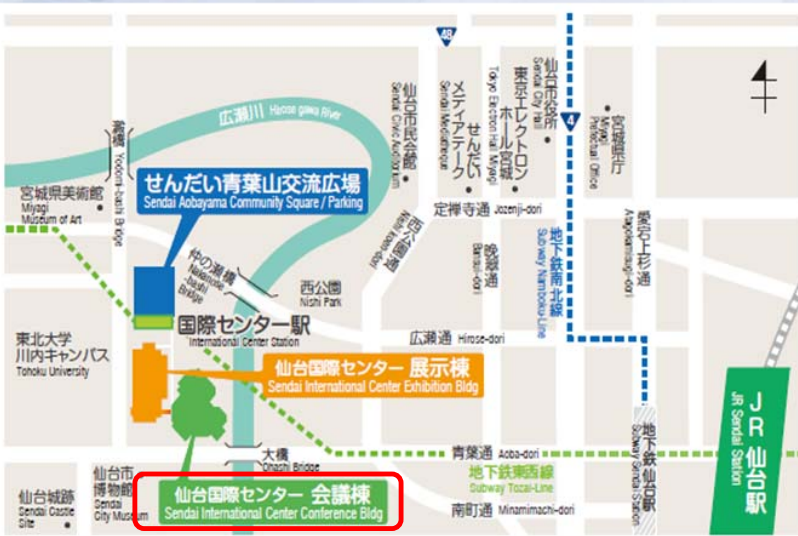 48
広瀬川 Hirose gawa River
仙台市民会館
Sendai Civic Auditorium
せんだい
メディアテーク
Sendai Mediatheque
東京エレクトロン
ホール宮城
Tokyo Electron Hall Miyagi
仙台市役所
Sendai City Hall
4
宮城県庁
Miyagi
Prefectual Office
澱橋 Yodomi-bashi Bridge
宮城県美術館
Miyagi
Museum of Art
せんだい青葉山交流広場
Sendai Aobayama Community Square / Parking
定禅寺通 Jozenji-dori
西公園通
晩翠通
Bansui-dori
地下鉄南北線
Subway Namboku-Line
愛宕上杉通
Atagokamisugi-dori
仲の瀬橋
Nakanose
-bashi
Bridge
西公園
Nishi Park
国際センター駅
International Center Station
広瀬通 Hirose-dori
東北大学
川内キャンパス
Tohoku University
仙台国際センター 展示棟
Sendai International Center Exhibition Bldg
JR仙台駅
JR Sendai Station
地下鉄仙台駅
Subway Sendai Station
大橋
Ohashi Bridge
青葉通 Aoba-dori
地下鉄東西線
Subway Tozai-Line
仙台城跡
Sendai Castle
Site
仙台市
博物館
Sendai
City Museum
仙台国際センター 会議棟
Sendai International Center Conference Bldg
南町通 Minamimachi-dori